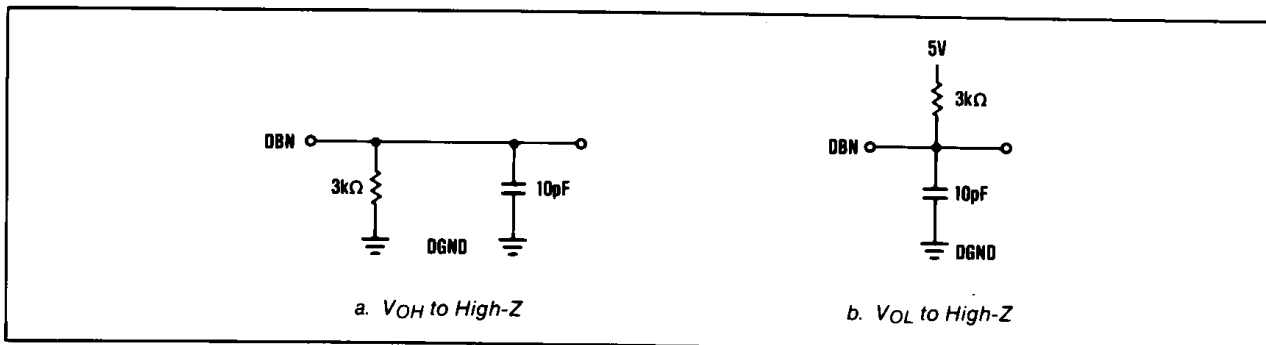 DBN
3kΩ
10pF
DGND
a. VOH to High-Z
5V
3kΩ
DBN
10pF
DGND
b. VOL to High-Z